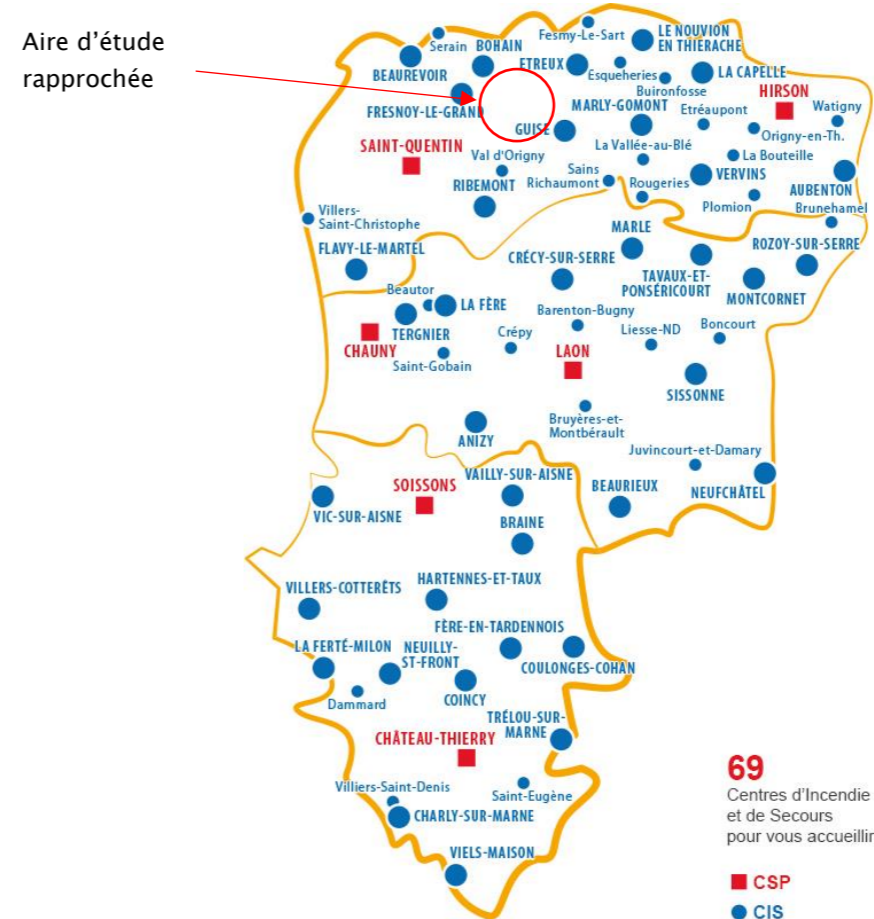 Aire d'étude
rapprochée
Fesmy-Le-Sart
LE NOUVION
EN THIERACHE
Serain
BOHAIN
ETREUX
Esqueheries
LA CAPELLE
BEAUREVOIR
Buironfosse
HIRSON
FRESNOY-LE-GRAND
MARLY-GOMONT
Etréaupont
Watigny
GUISE
Origny-en-Th.
SAINT-QUENTIN
La Vallée-au-Blé
La Bouteille
Val d'Origny
Sains
Richaumont
Rougeries
VERVINS
RIBEMONT
AUBENTON
Plomion
Brunehamel
Villers-
Saint-Christophe
MARLE
FLAVY-LE-MARTEL
CRÉCY-SUR-SERRE
ROZOY-SUR-SERRE
TAVAUX-ET-
PONSÉRICOURT
MONTCORNET
Beautor
LA FÈRE
Barenton-Bugny
TERGNIER
Crépy
Liesse-ND
Boncourt
CHAUNY
LAON
Saint-Gobain
SISSONNE
Bruyères-et-
Montbérault
ANIZY
Juvincourt-et-Damary
VAILLY-SUR-AISNE
SOISSONS
BEAURIEUX
NEUFCHÂTEL
VIC-SUR-AISNE
BRAINE
HARTENNES-ET-TAUX
VILLERS-COTTERÊTS
FÈRE-EN-TARDENNOIS
LA FERTÉ-MILON
NEUILLY-
ST-FRONT
COULONGES-COHAN
Dammard
COINCY
TRÉLOU-SUR-
MARNE
CHÂTEAU-THIERRY
Villiers-Saint-Denis
Saint-Eugène
CHARLY-SUR-MARNE
VIELS-MAISON
69
Centres d'Incendie
et de Secours
pour vous accueillir
CSP
CIS